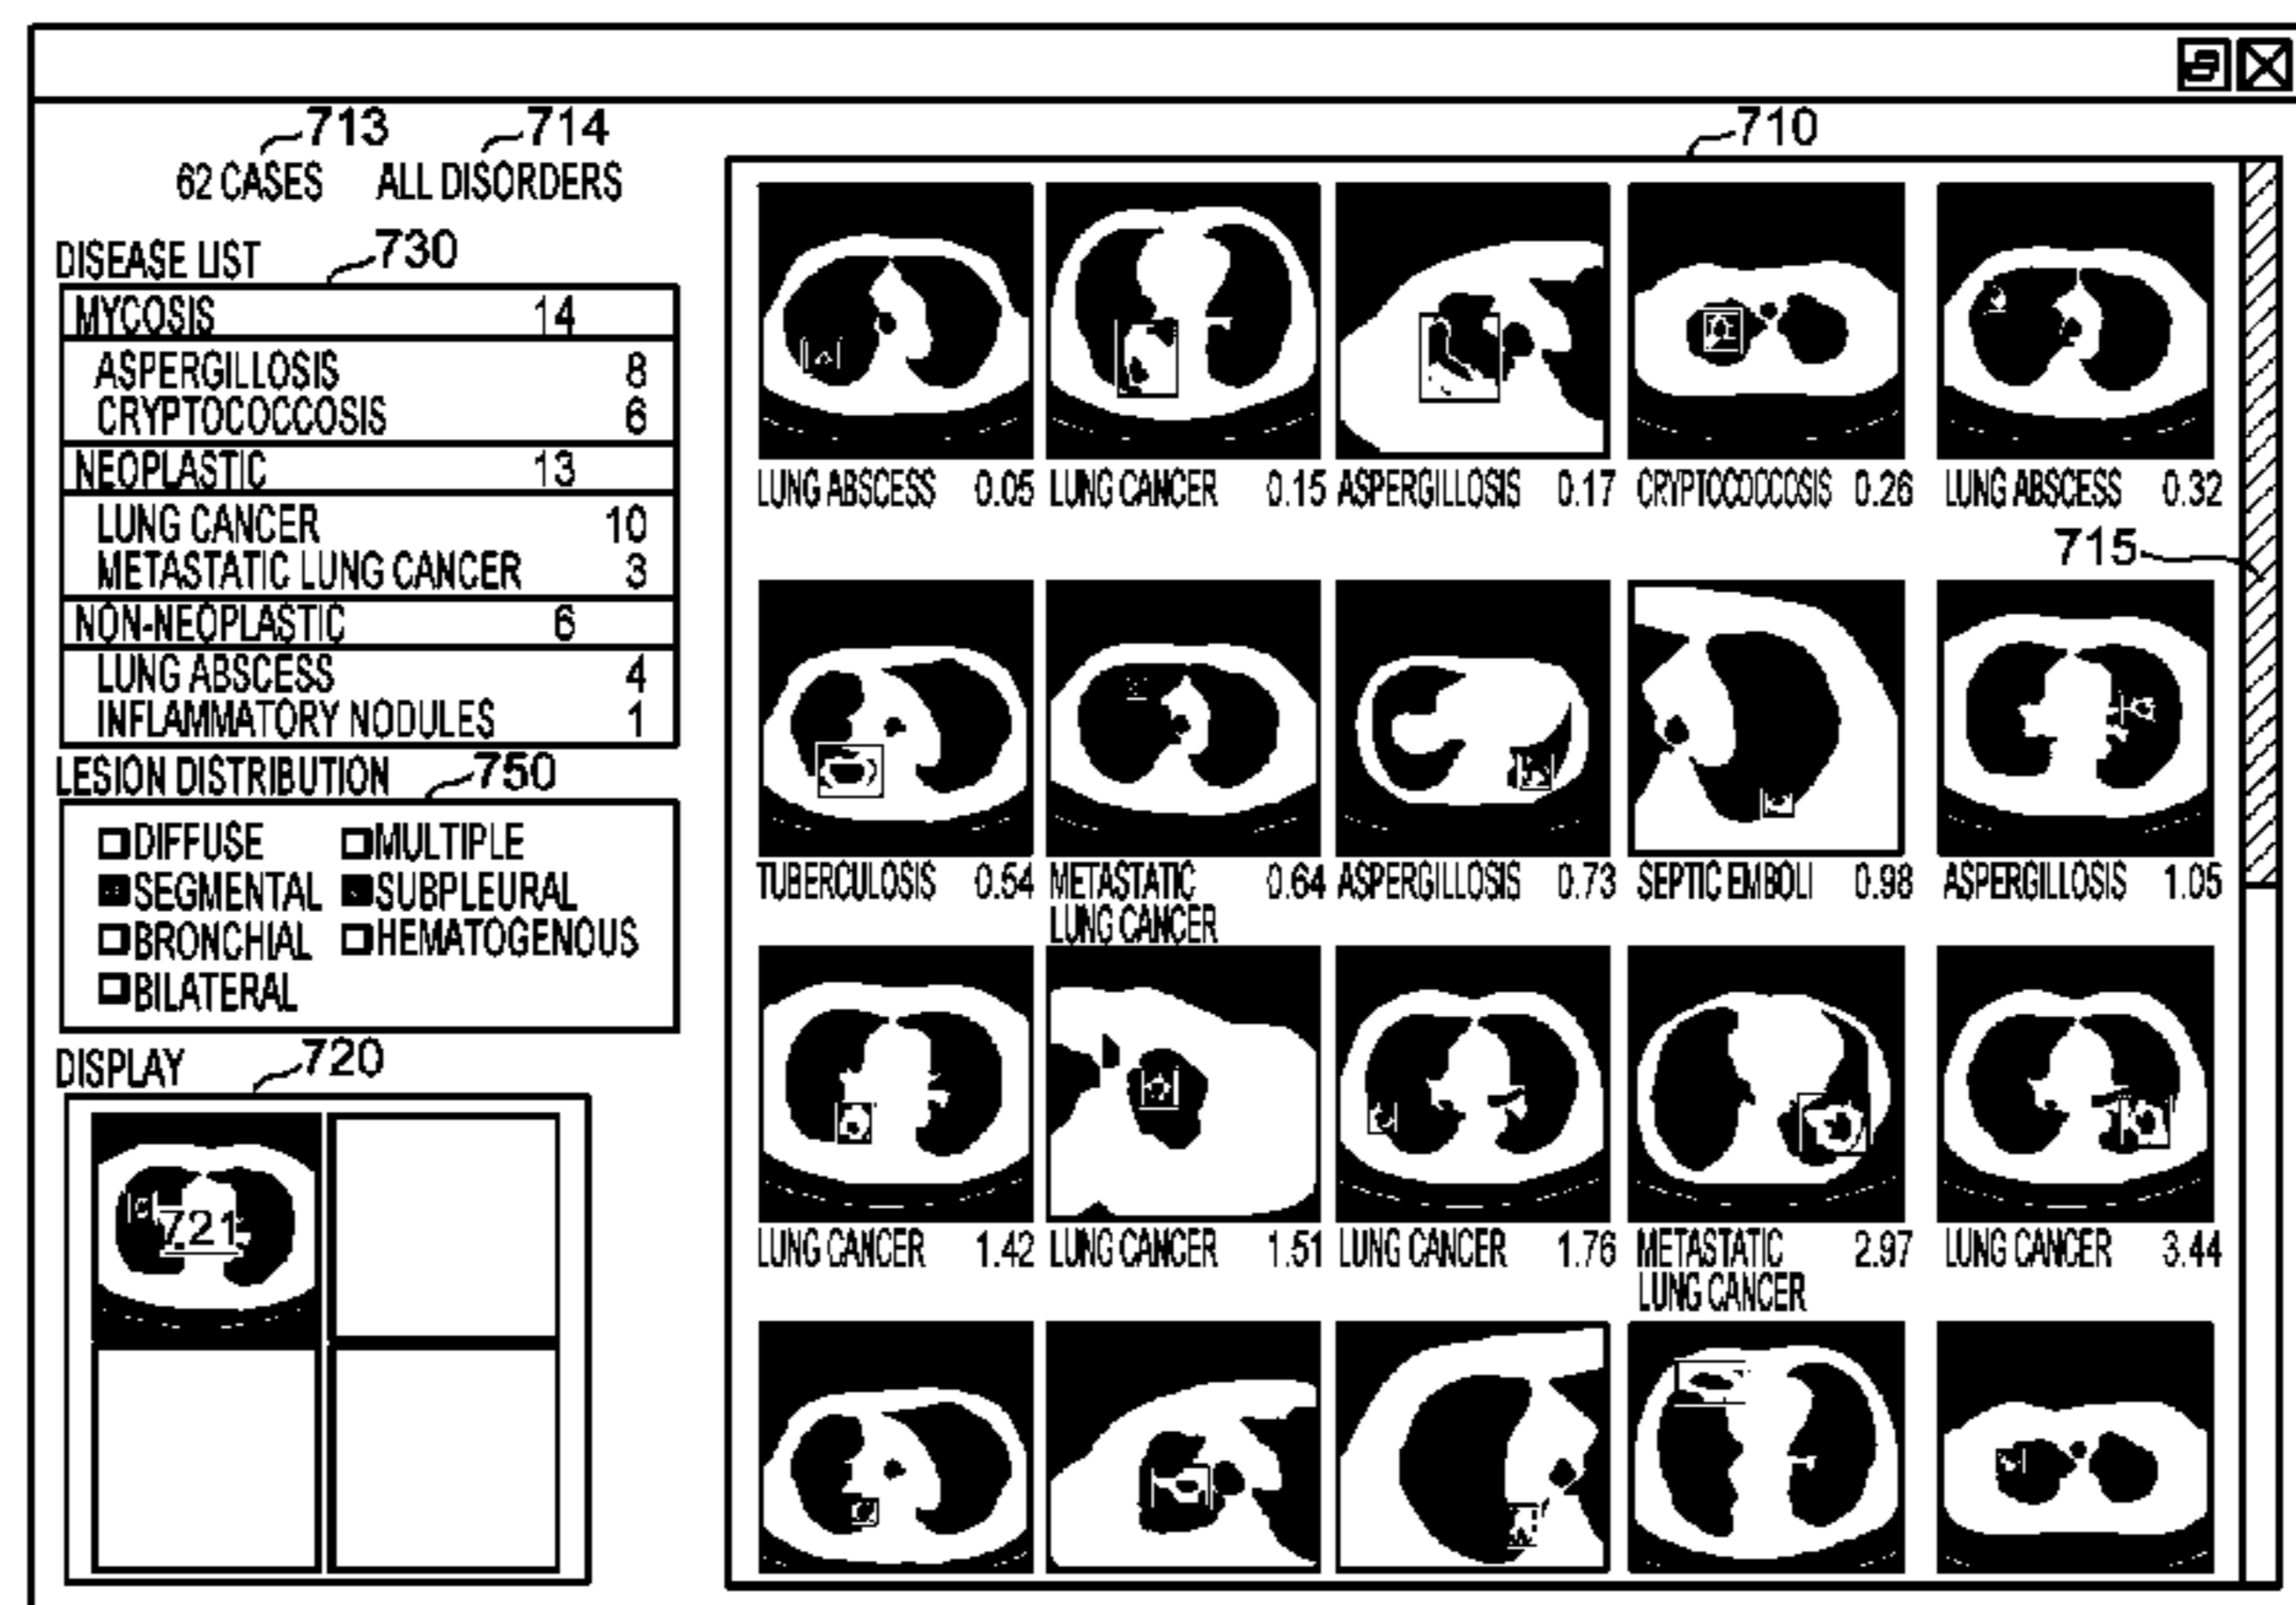 713 714
62 CASES ALL DISORDERS
DISEASE LIST 730
MYCOSIS 14
ASPERGILLOSIS 8
CRYPTOCOCCOSIS 6
NEOPLASTIC 13
LUNG CANCER 10
METASTATIC LUNG CANCER 3
NON-NEOPLASTIC 6
LUNG ABSCESS 4
INFLAMMATORY NODULES 1
LESION DISTRIBUTION 750
DIFFUSE MULTIPLE
SEGMENTAL SUBPLEURAL
BRONCHIAL HEMATOGENOUS
BILATERAL
DISPLAY 720
721
710
LUNG ABSCESS 0.05 LUNG CANCER 0.15 ASPERGILLOSIS 0.17 CRYPTOCOCCOSIS 0.26 LUNG ABSCESS 0.32
715
TUBERCULOSIS 0.54 METASTATIC 0.64 ASPERGILLOSIS 0.73 SEPTIC EMBOLI 0.98 ASPERGILLOSIS 1.05
LUNG CANCER
LUNG CANCER 1.42 LUNG CANCER 1.51 LUNG CANCER 1.76 METASTATIC 2.97 LUNG CANCER 3.44
LUNG CANCER